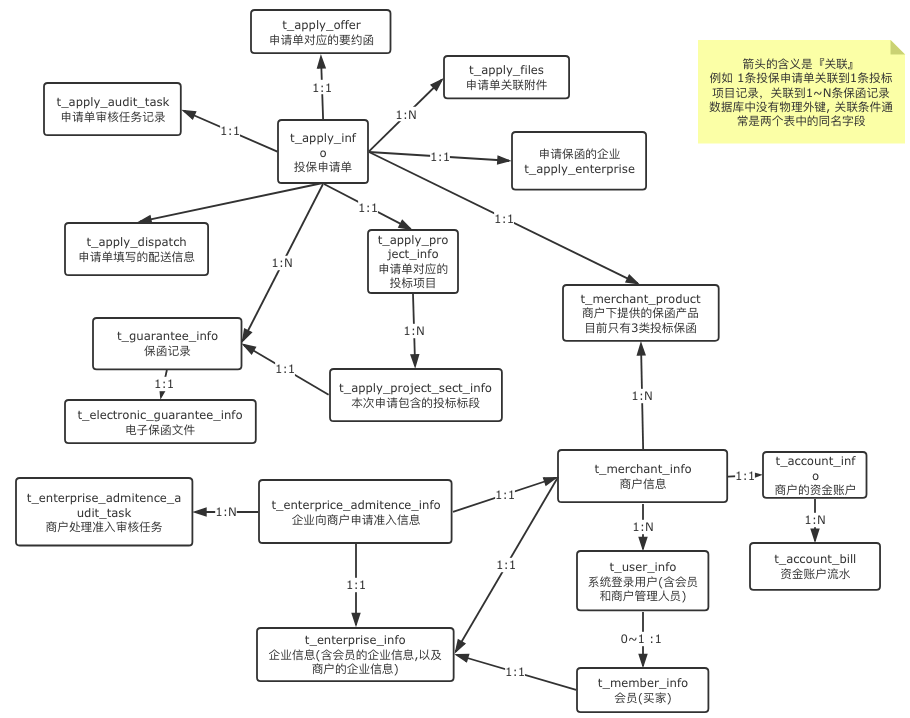 t_apply_offer
申请单对应的要约函
箭头的含义是『关联』
例如 1条投保申请单关联到1条投标
项目记录，关联到1~N条保函记录
数据库中没有物理外键, 关联条件通
常是两个表中的同名字段
t_apply_files
申请单关联附件
1:1
t_apply_audit_task
申请单审核任务记录
1:N
1:1
t_apply_inf
o
投保申请单
1:1
申请保函的企业
t_apply_enterprise
1:1
1:1
t_apply_dispatch
申请单填写的配送信息
t_apply_pro
ject_info
申请单对应的
投标项目
1:N
t_merchant_product
商户下提供的保函产品
目前只有3类投标保函
t_guarantee_info
保函记录
1:N
1:1
1:1
t_apply_project_sect_info
本次申请包含的投标标段
t_electronic_guarantee_info
电子保函文件
1:N
t_merchant_info
商户信息
1:1
t_account_inf
o
商户的资金账户
t_enterprise_admitence_a
udit_task
商户处理准入审核任务
1:N
t_enterprice_admitence_info
企业向商户申请准入信息
1:1
1:N
1:N
t_account_bill
资金账户流水
1:1
1:1
t_user_info
系统登录用户(含会员
和商户管理人员)
t_enterprise_info
企业信息(含会员的企业信息,以及
商户的企业信息)
0~1 :1
1:1
t_member_info
会员(买家)